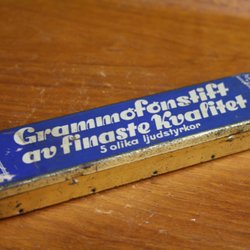 Grammofonstift
av finaste Kvalitet
5 olika ljudstyrkor